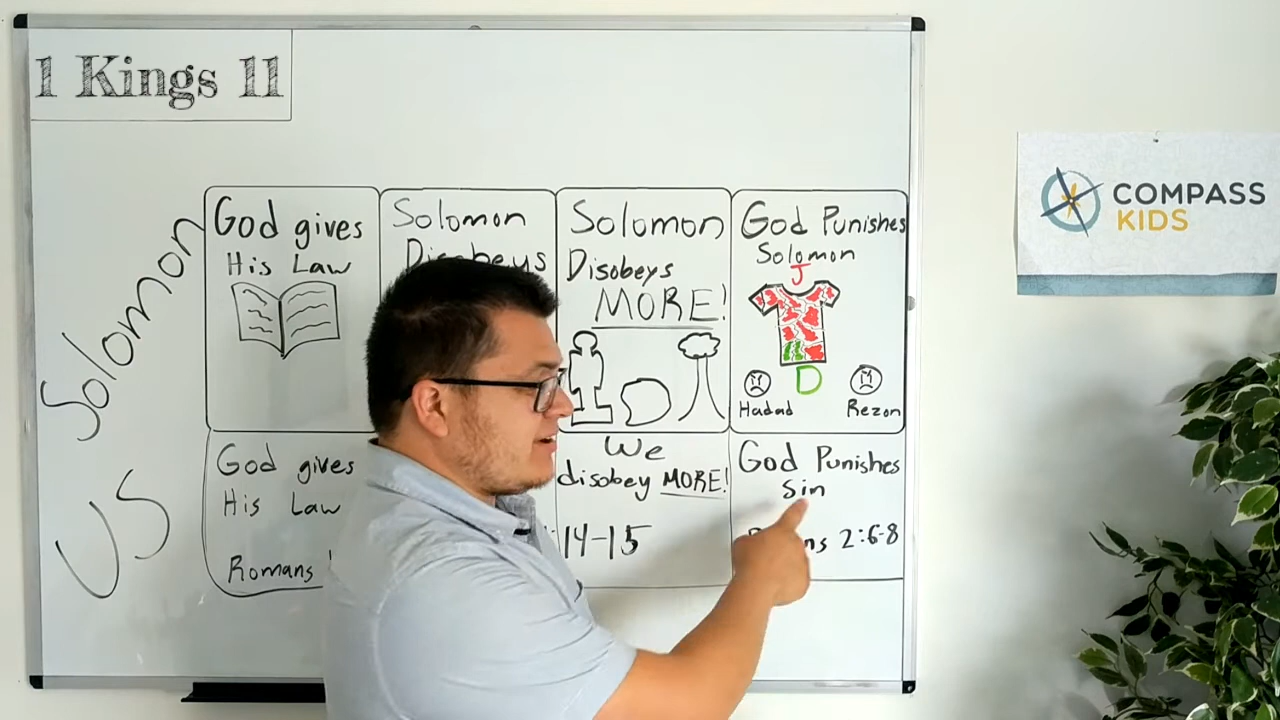 1 Kings 11
COMPASS
KIDS
Solomon
God gives
His Law
Solomon
Disobeys
Solomon
Disobeys
MORE!
God Punishes
Solomon
J
D
Hadad
Rezon
US
God gives
His Law
Romans
We
disobey MORE!
14-15
God Punishes
Sin
2:6-8